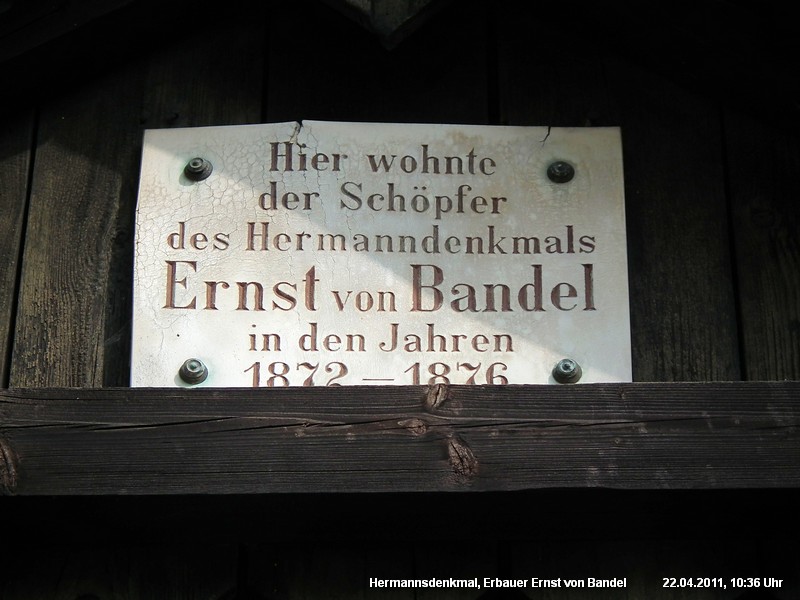 Hier wohnte
der Schöpfer
des Hermanndenkmals
Ernst von Bandel
in den Jahren
1872 — 1876
Hermannsdenkmal, Erbauer Ernst von Bandel 22.04.2011, 10:36 Uhr